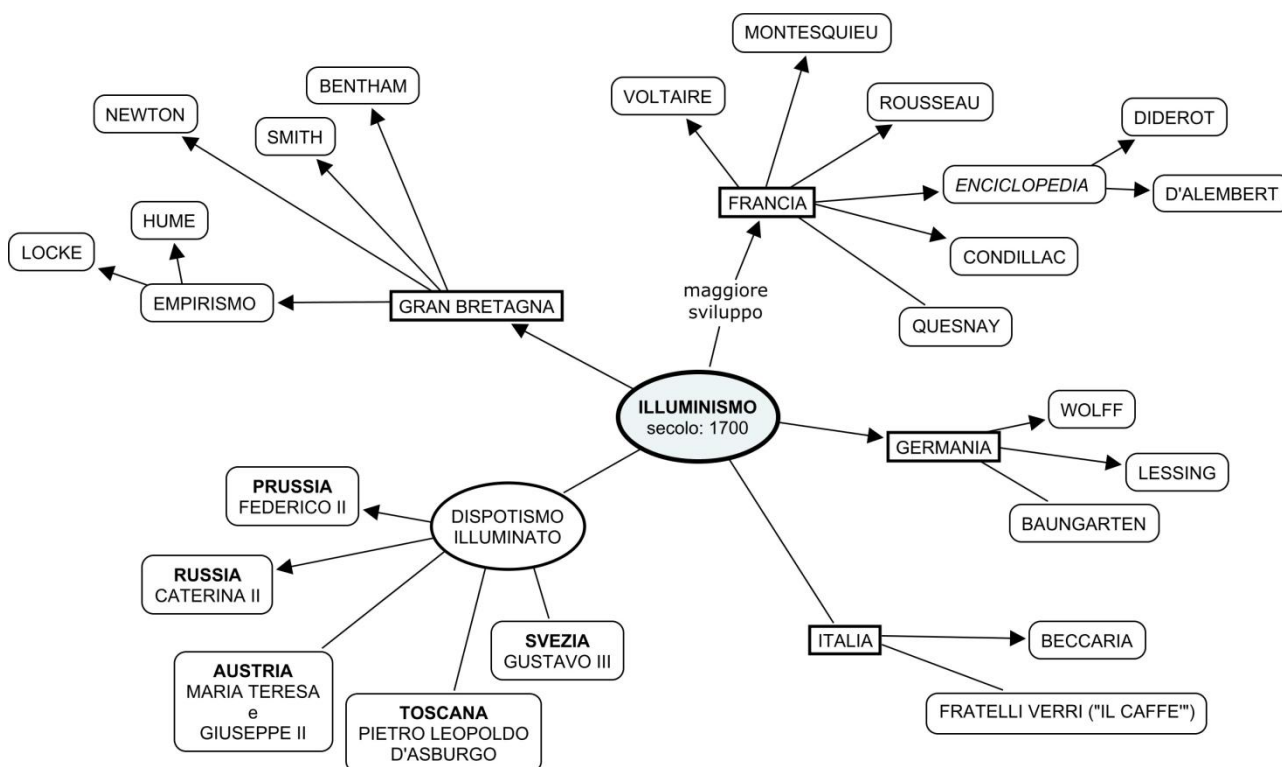 MONTESQUIEU
BENTHAM
VOLTAIRE
ROUSSEAU
NEWTON
DIDEROT
SMITH
ENCICLOPEDIA
D'ALEMBERT
FRANCIA
HUME
LOCKE
CONDILLAC
EMPIRISMO
GRAN BRETAGNA
maggiore
sviluppo
QUESNAY
ILLUMINISMO
secolo: 1700
WOLFF
GERMANIA
LESSING
BAUNGARTEN
PRUSSIA
FEDERICO II
DISPOTISMO
ILLUMINATO
RUSSIA
CATERINA II
SVEZIA
GUSTAVO III
ITALIA
BECCARIA
AUSTRIA
MARIA TERESA
e
GIUSEPPE II
TOSCANA
PIETRO LEOPOLDO
D'ASBURGO
FRATELLI VERRI ("IL CAFFE'")